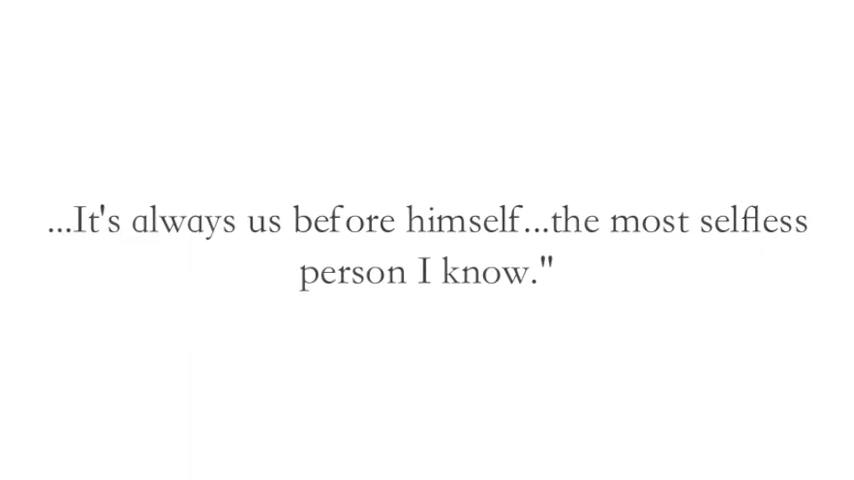 ...It's always us before himself...the most selfless
person I know."